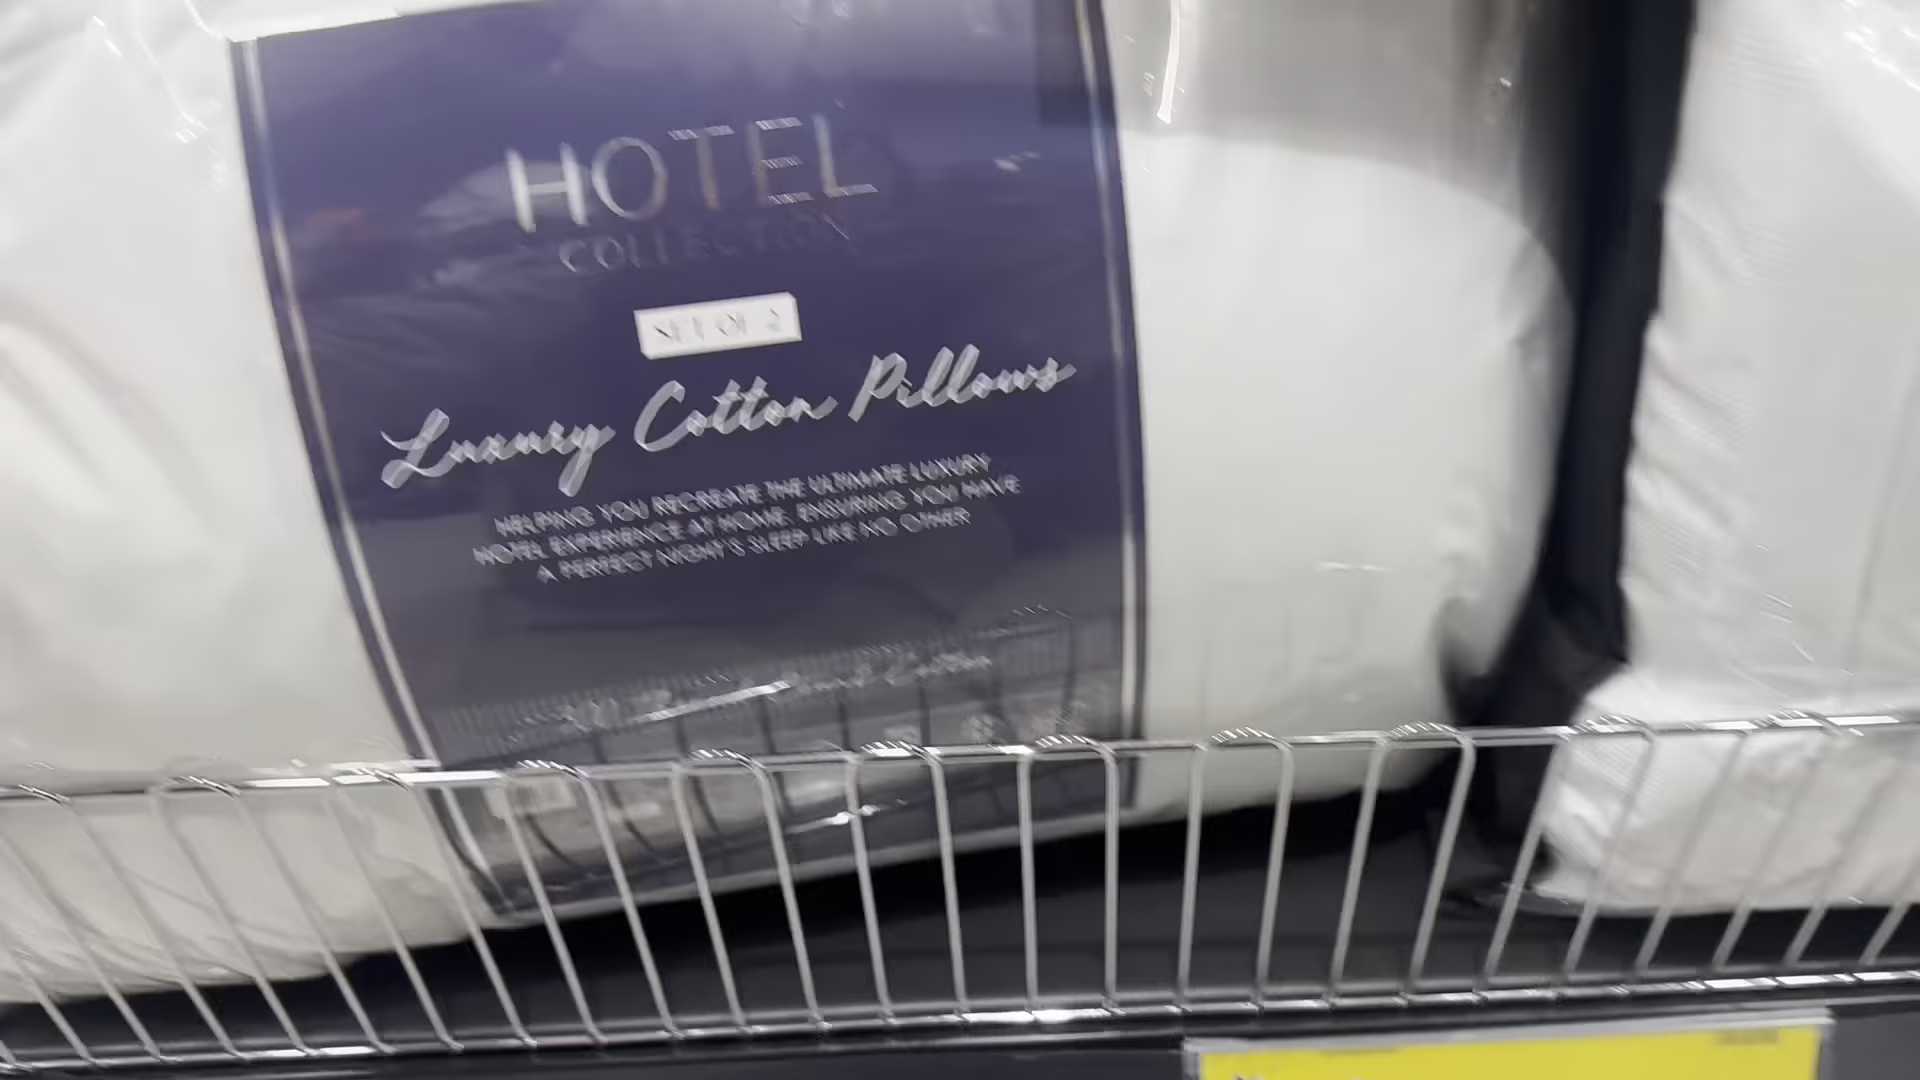 HOTEL
COLLECTION
SET OF 2
Luxury Cotton Pillows
HELPING YOU RECREATE THE ULTIMATE LUXURY
HOTEL EXPERIENCE AT HOME. ENSURING YOU HAVE
A PERFECT NIGHT'S SLEEP LIKE NO OTHER